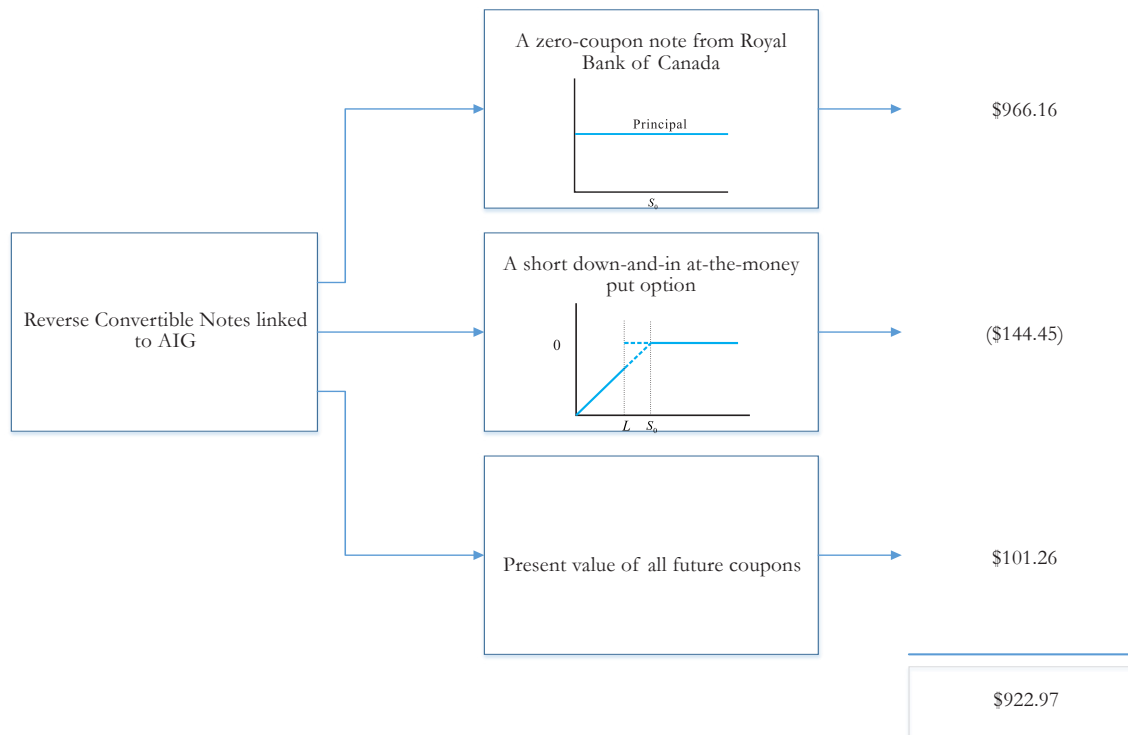 A zero-coupon note from Royal
Bank of Canada
Principal
S₀
$966.16
Reverse Convertible Notes linked
to AIG
A short down-and-in at-the-money
put option
0
L S₀
($144.45)
Present value of all future coupons
$101.26
$922.97